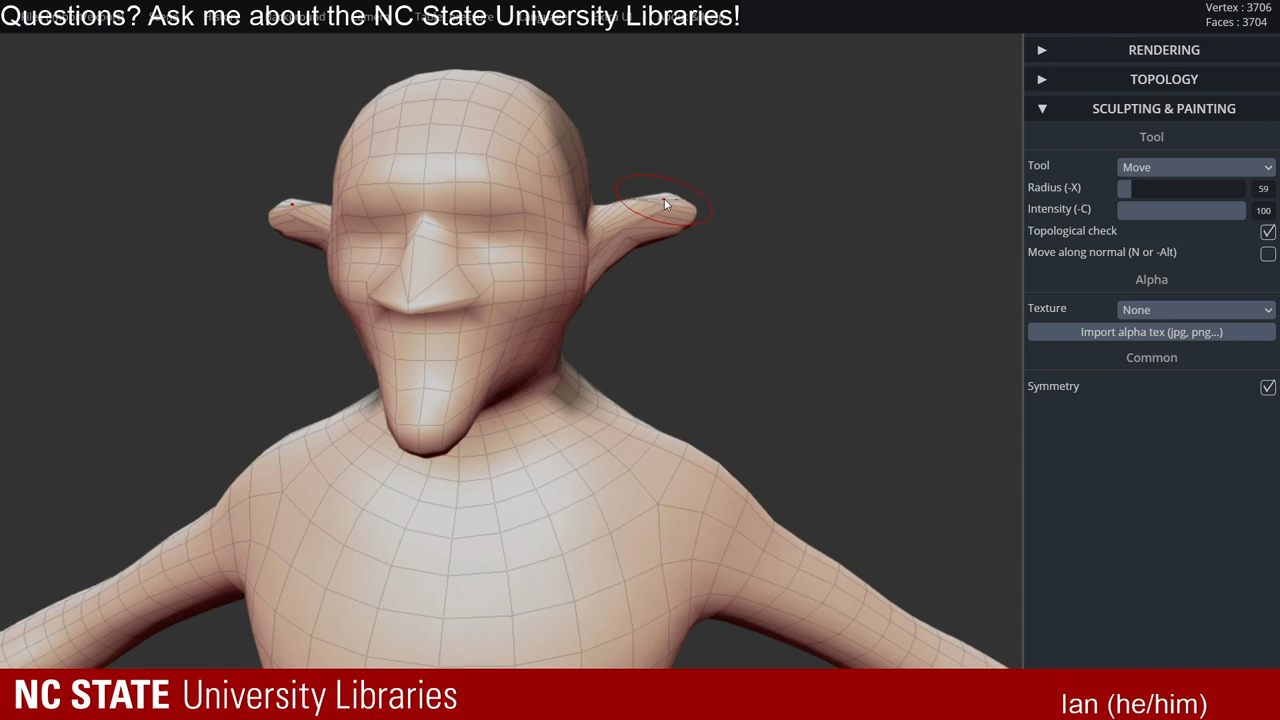 Questions? Ask me about the NC State University Libraries!
Vertex : 3706
Faces : 3704
RENDERING
TOPOLOGY
SCULPTING & PAINTING
Tool
Tool Move
Radius (-X) 59
Intensity (-C) 100
Topological check
Move along normal (N or -Alt)
Alpha
Texture None
Import alpha tex (jpg, png...)
Common
Symmetry
NC STATE University Libraries
Ian (he/him)